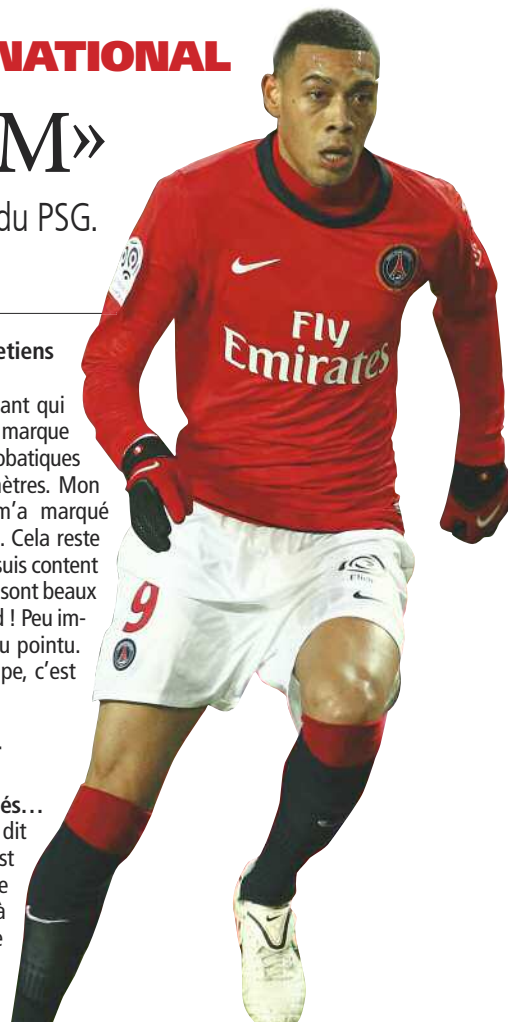 NATIONAL
M»
du PSG.
etiens
ant qui
marque
obatiques
nètres. Mon
m'a marqué
. Cela reste
suis content
sont beaux
d ! Peu im-
u pointu.
pe, c'est
.
és…
dit
st
e
à
e
Fly
Emirates
9